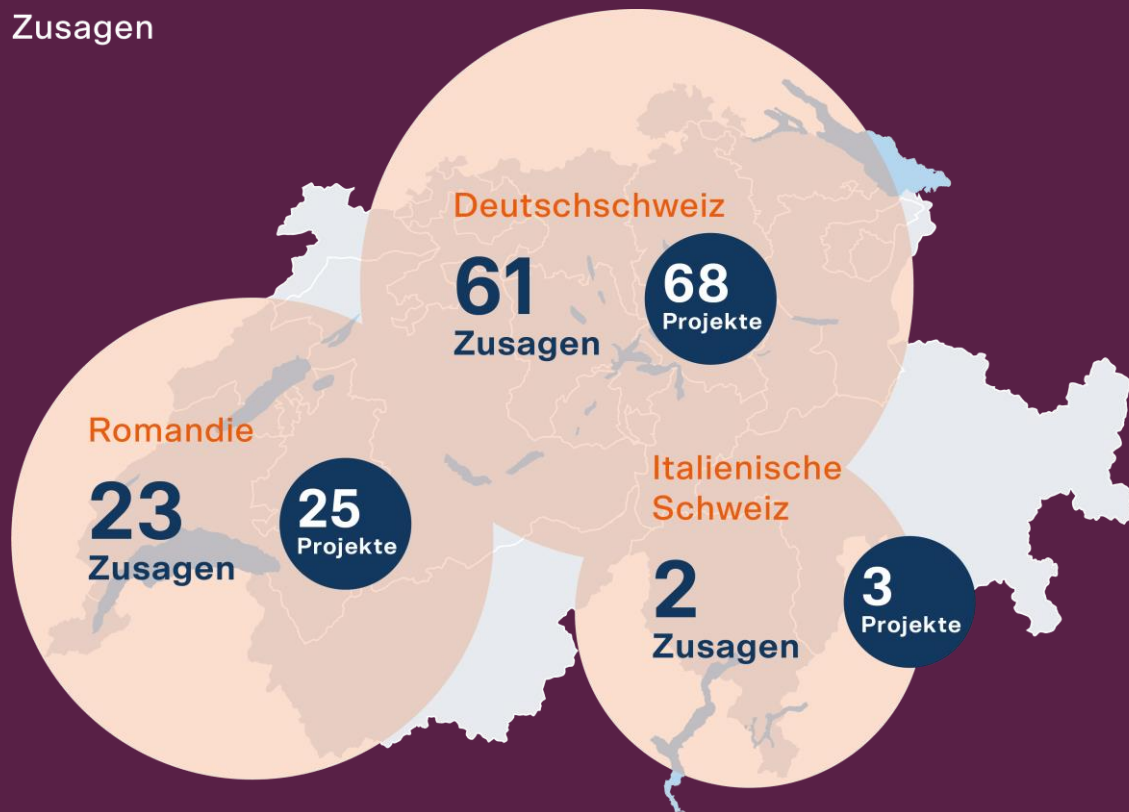 Zusagen
Deutschschweiz
61
Zusagen
68
Projekte
Romandie
23
Zusagen
25
Projekte
Italienische
Schweiz
2
Zusagen
3
Projekte